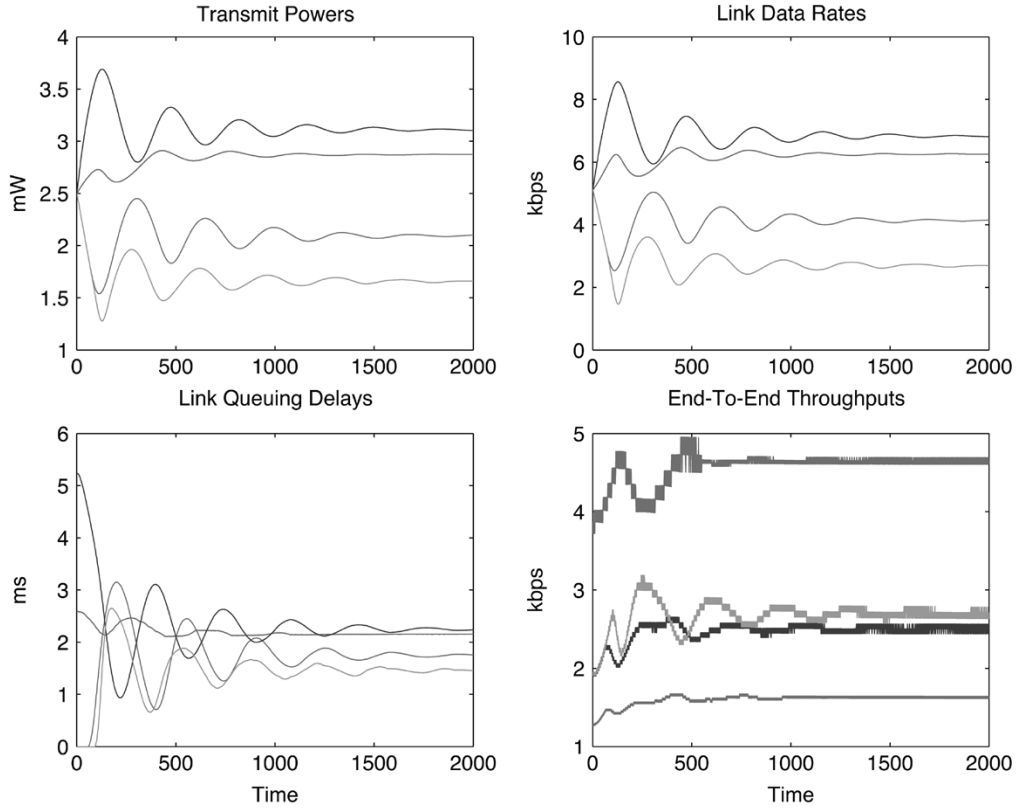 Transmit Powers
4
3.5
3
2.5
2
1.5
1
mW
0 500 1000 1500 2000
Link Data Rates
10
8
6
4
2
0
kbps
0 500 1000 1500 2000
Link Queuing Delays
6
5
4
3
2
1
0
ms
0 500 1000 1500 2000
Time
End-To-End Throughputs
5
4
3
2
1
kbps
0 500 1000 1500 2000
Time